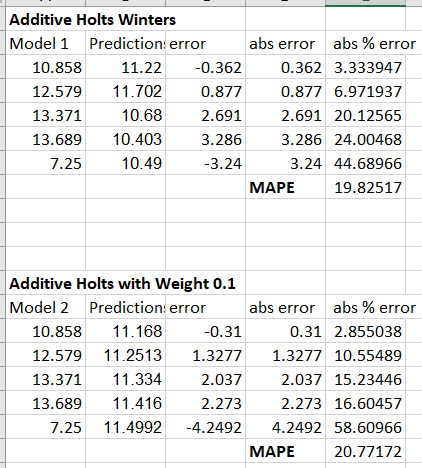 Additive Holts Winters
Model 1 Prediction: error abs error abs % error
10.858 11.22 -0.362 0.362 3.333947
12.579 11.702 0.877 0.877 6.971937
13.371 10.68 2.691 2.691 20.12565
13.689 10.403 3.286 3.286 24.00468
7.25 10.49 -3.24 3.24 44.68966
MAPE 19.82517
Additive Holts with Weight 0.1
Model 2 Prediction: error abs error abs % error
10.858 11.168 -0.31 0.31 2.855038
12.579 11.2513 1.3277 1.3277 10.55489
13.371 11.334 2.037 2.037 15.23446
13.689 11.416 2.273 2.273 16.60457
7.25 11.4992 -4.2492 4.2492 58.60966
MAPE 20.77172